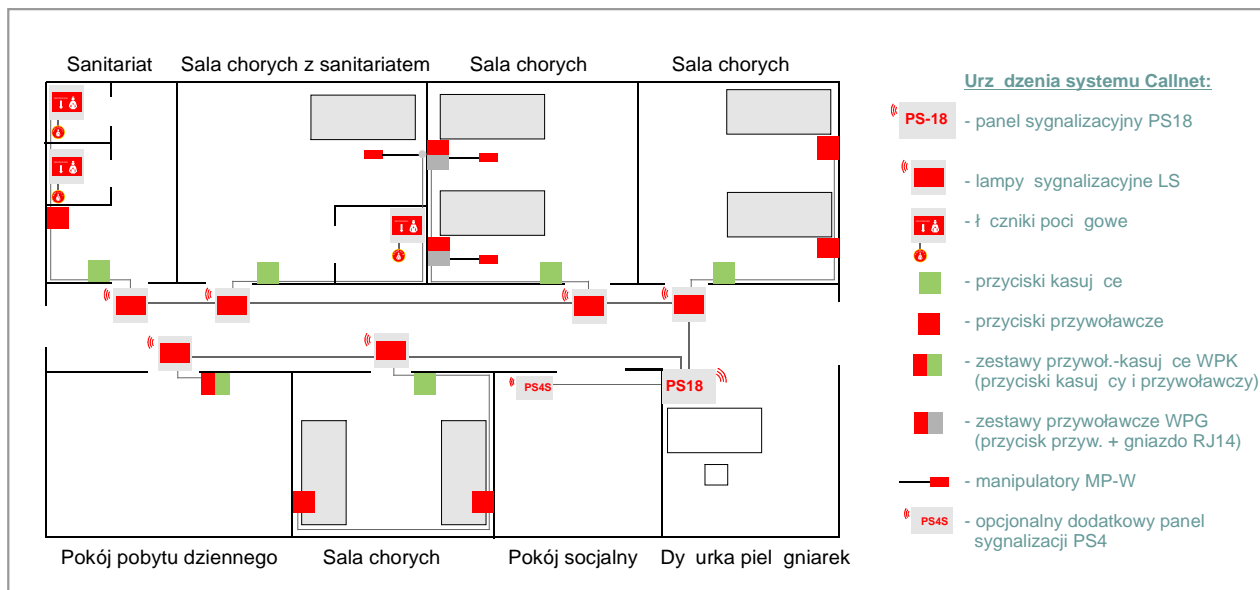 Sanitariat
Sala chorych z sanitariatem
Sala chorych
Sala chorych
PS4S
PS18
Pokój pobytu dziennego
Sala chorych
Pokój socjalny
Dy urka piel gniarek
Urz dzenia systemu Callnet:
PS-18
- panel sygnalizacyjny PS18
- lampy sygnalizacyjne LS
- ł czniki poci gowe
- przyciski kasuj ce
- przyciski przywoławcze
- zestawy przywoł.-kasuj ce WPK
(przyciski kasuj cy i przywoławczy)
- zestawy przywoławcze WPG
(przycisk przyw. + gniazdo RJ14)
- manipulatory MP-W
PS4S
- opcjonalny dodatkowy panel
sygnalizacji PS4